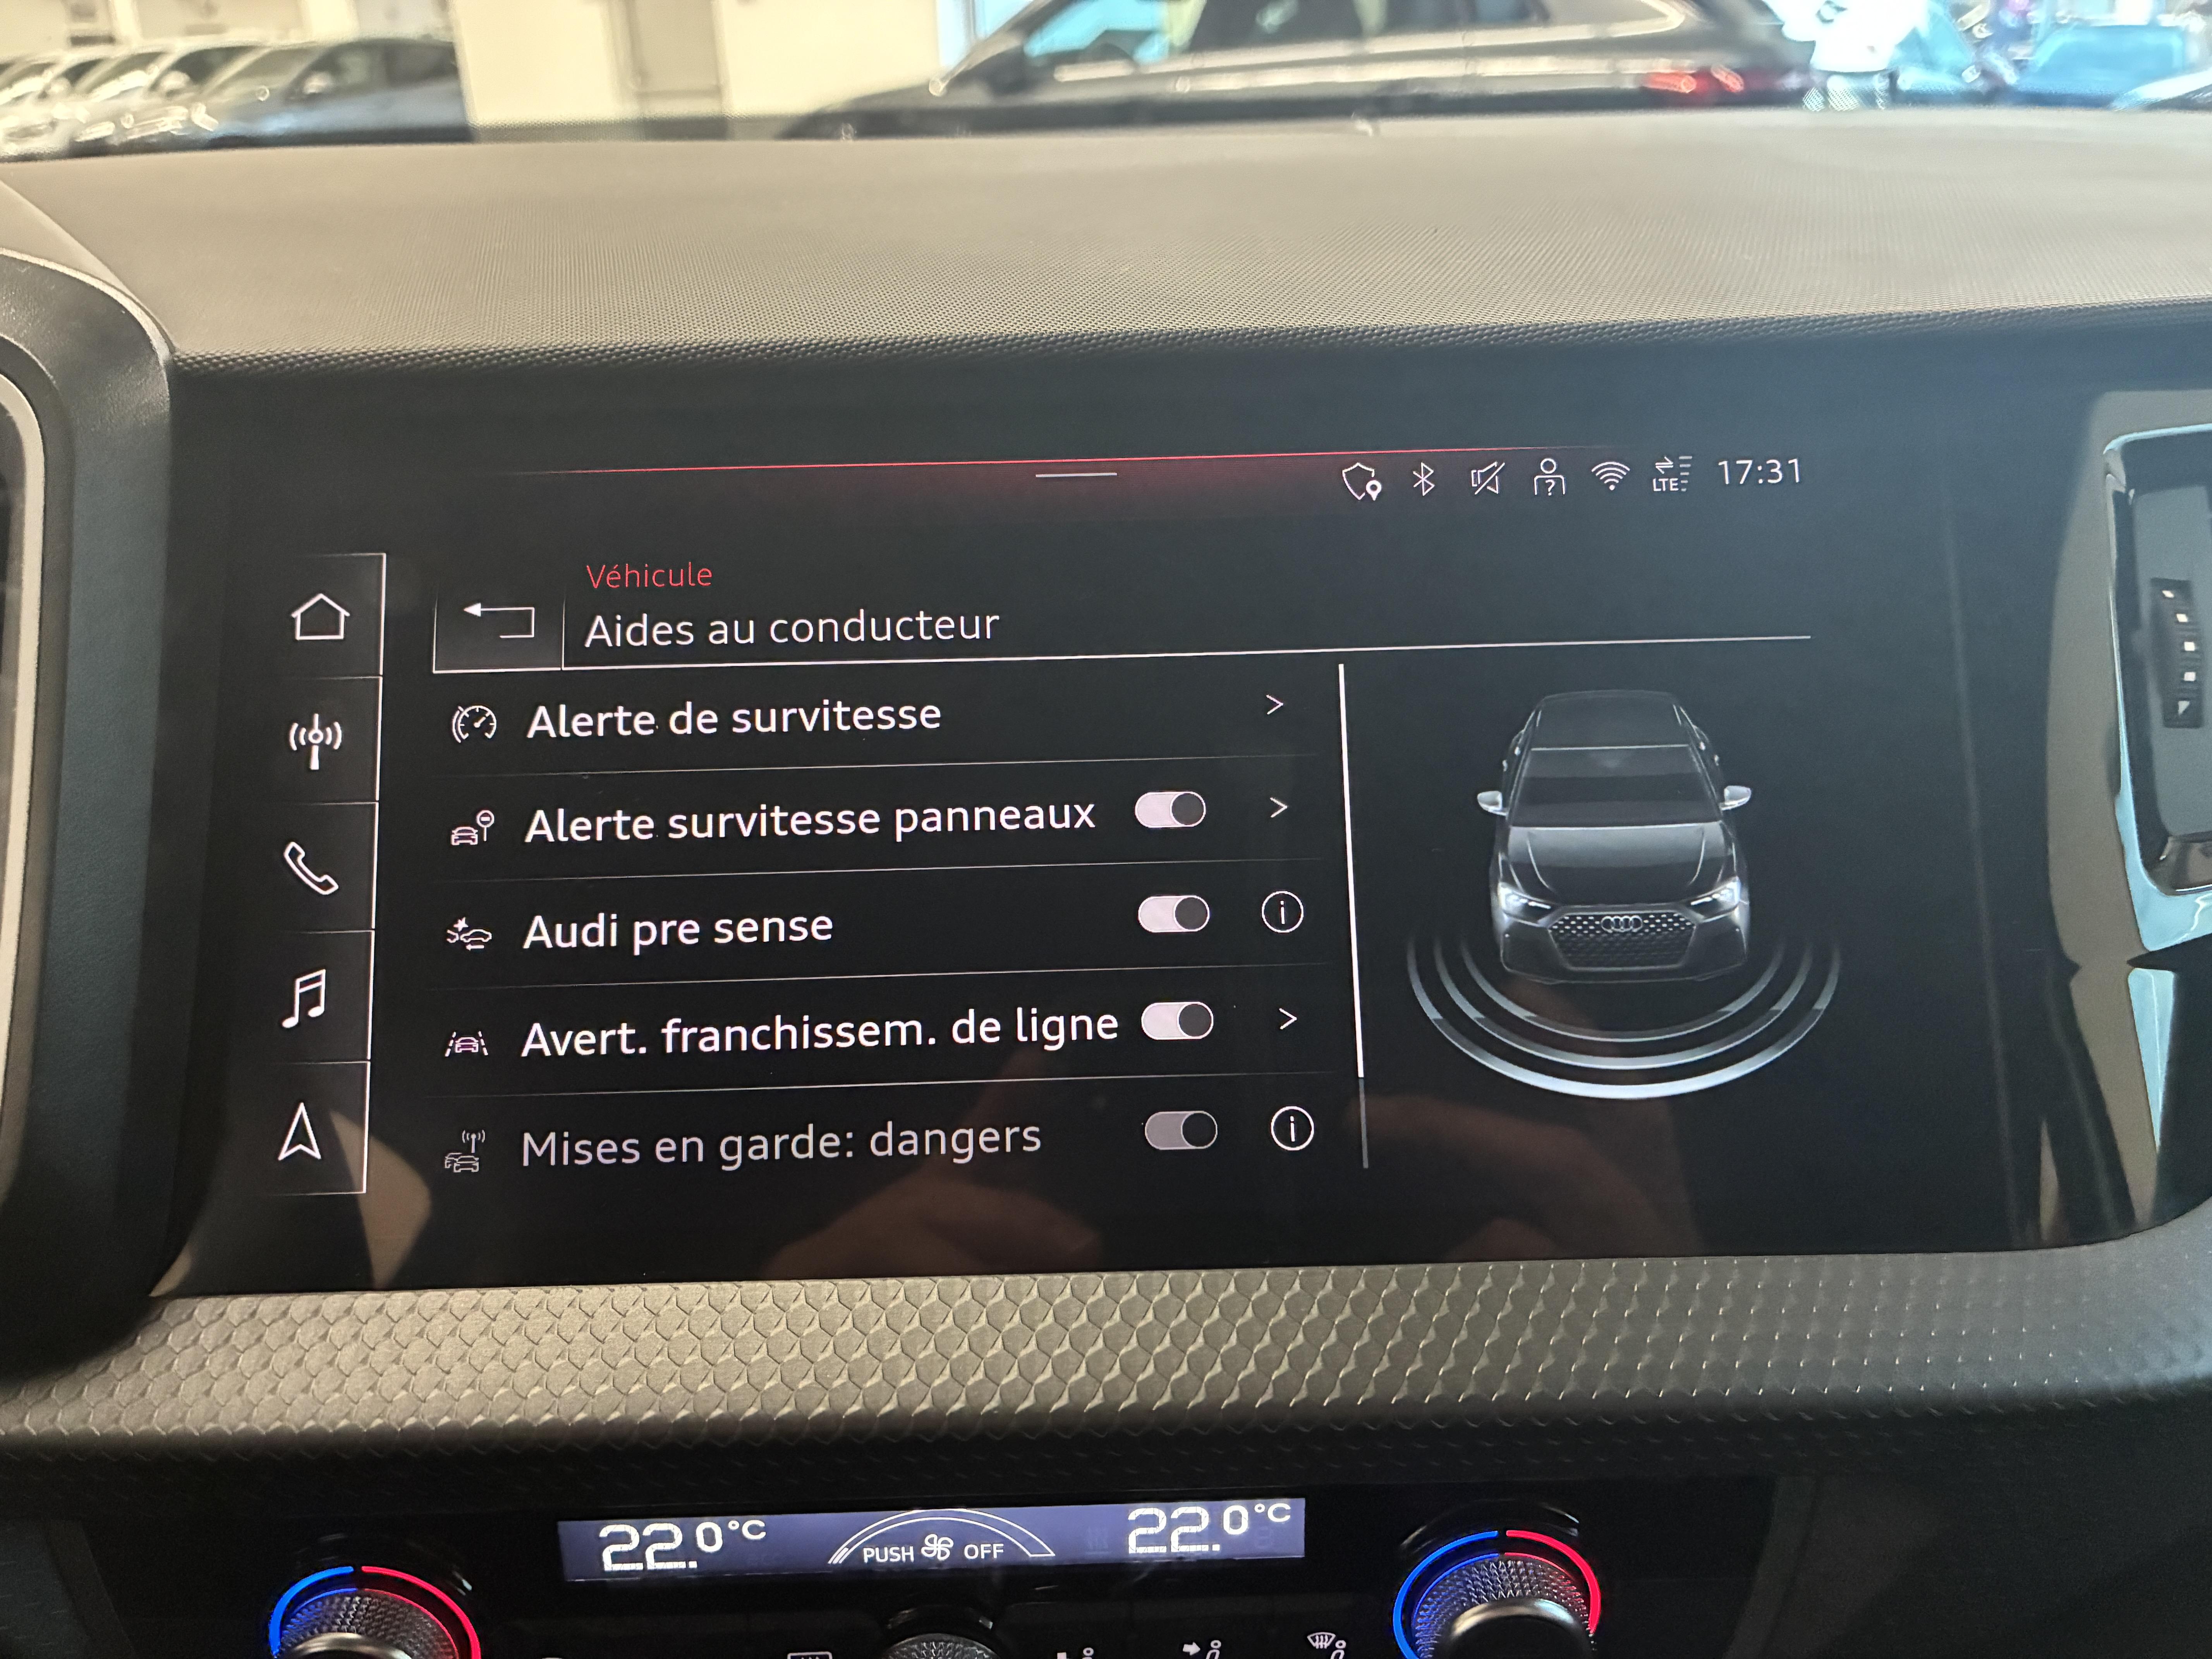 LTE 17:31
Véhicule
Aides au conducteur
Alerte de survitesse
Alerte survitesse panneaux
Audi pre sense
Avert. franchissem. de ligne
Mises en garde: dangers
22.0°C PUSH OFF 22.0°C